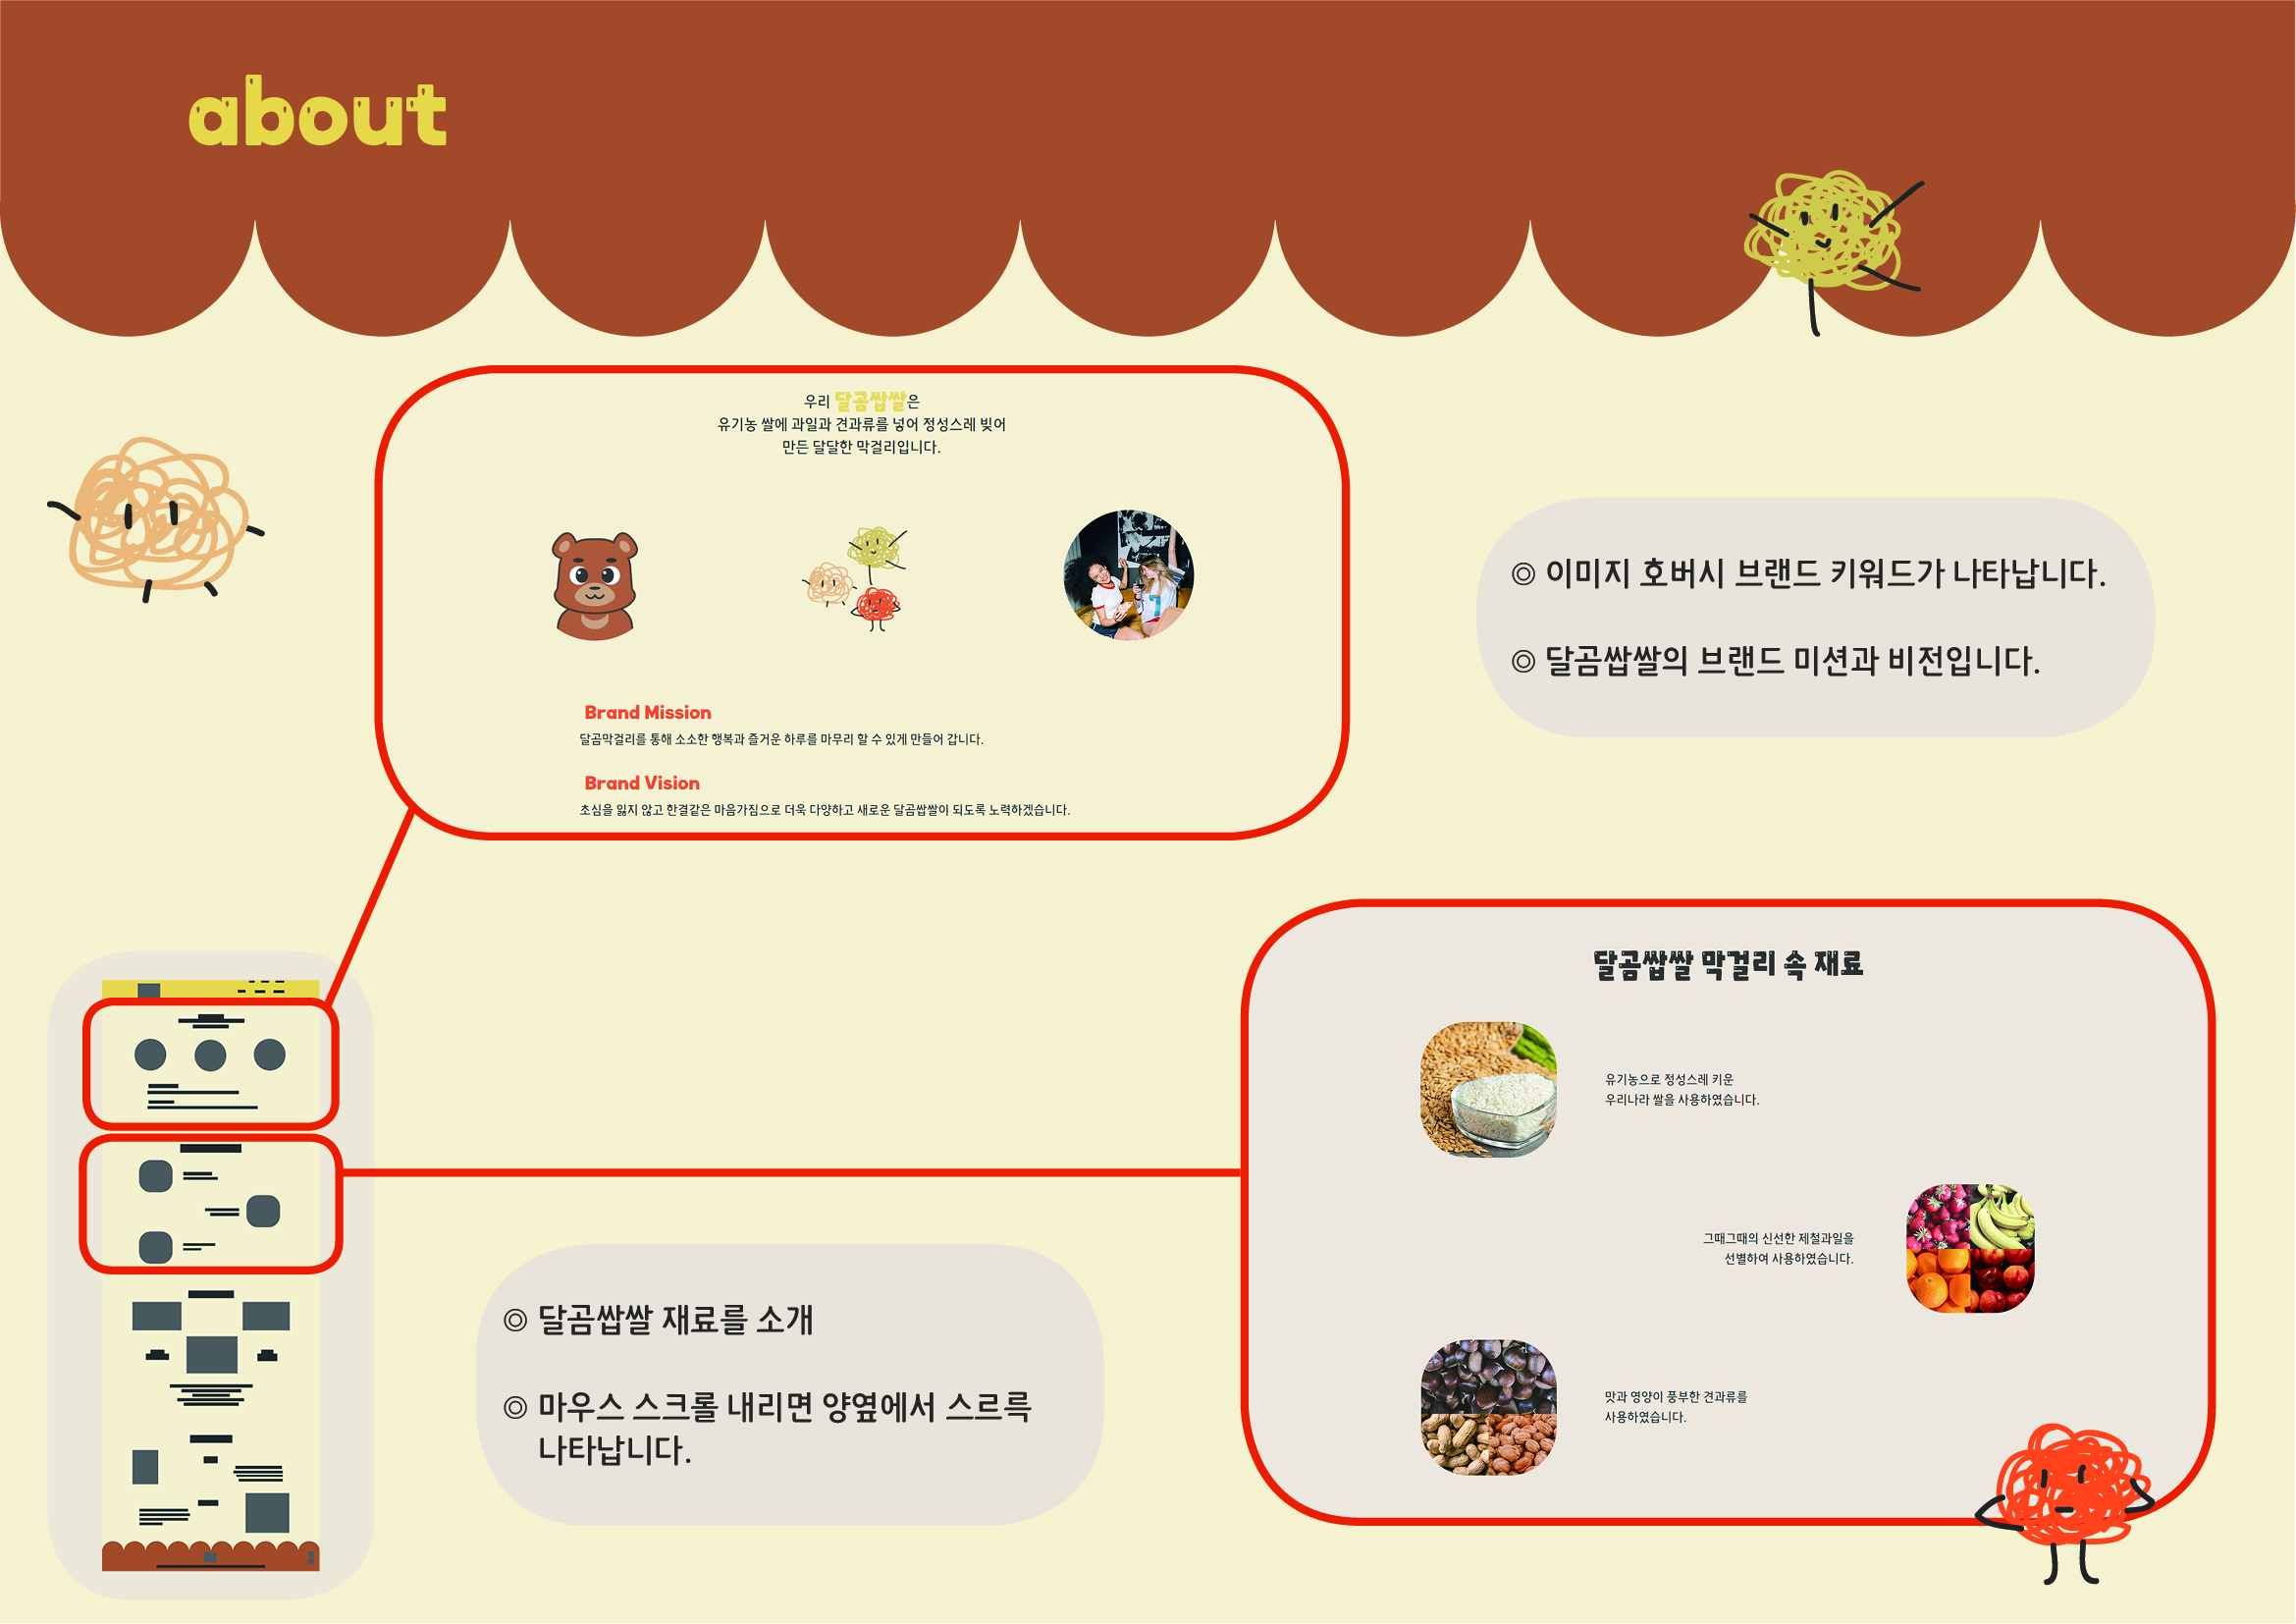 about
우리 달곰쌉쌀은
유기농 쌀에 과일과 견과류를 넣어 정성스레 빚어
만든 달달한 막걸리입니다.
Brand Mission
달곰막걸리를 통해 소소한 행복과 즐거운 하루를 마무리 할 수 있게 만들어 갑니다.
Brand Vision
초심을 잃지 않고 한결같은 마음가짐으로 더욱 다양하고 새로운 달곰쌉쌀이 되도록 노력하겠습니다.
◎ 이미지 호버시 브랜드 키워드가 나타납니다.
◎ 달곰쌉쌀의 브랜드 미션과 비전입니다.
달곰쌉쌀 막걸리 속 재료
유기농으로 정성스레 키운
우리나라 쌀을 사용하였습니다.
그때그때의 신선한 제철과일을
선별하여 사용하였습니다.
맛과 영양이 풍부한 견과류를
사용하였습니다.
◎ 달곰쌉쌀 재료를 소개
◎ 마우스 스크롤 내리면 양옆에서 스르륵
나타납니다.